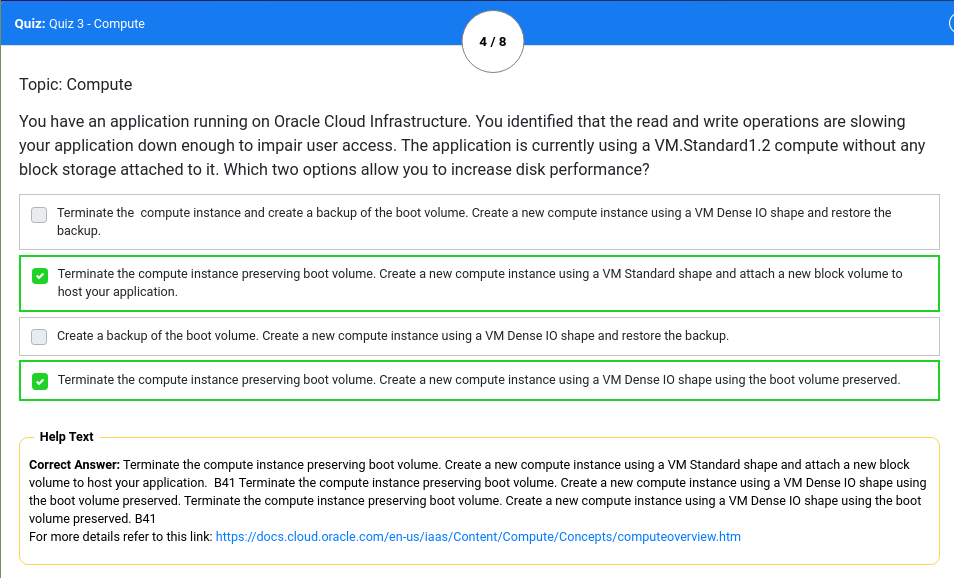 Quiz: Quiz 3 - Compute
4 / 8
Topic: Compute
You have an application running on Oracle Cloud Infrastructure. You identified that the read and write operations are slowing
your application down enough to impair user access. The application is currently using a VM.Standard1.2 compute without any
block storage attached to it. Which two options allow you to increase disk performance?
Terminate the  compute instance and create a backup of the boot volume. Create a new compute instance using a VM Dense IO shape and restore the
backup.
Terminate the compute instance preserving boot volume. Create a new compute instance using a VM Standard shape and attach a new block volume to
host your application.
Create a backup of the boot volume. Create a new compute instance using a VM Dense IO shape and restore the backup.
Terminate the compute instance preserving boot volume. Create a new compute instance using a VM Dense IO shape using the boot volume preserved.
Help Text
Correct Answer: Terminate the compute instance preserving boot volume. Create a new compute instance using a VM Standard shape and attach a new block
volume to host your application.  B41 Terminate the compute instance preserving boot volume. Create a new compute instance using a VM Dense IO shape using
the boot volume preserved. Terminate the compute instance preserving boot volume. Create a new compute instance using a VM Dense IO shape using the boot
volume preserved. B41
For more details refer to this link: https://docs.cloud.oracle.com/en-us/iaas/Content/Compute/Concepts/computeoverview.htm